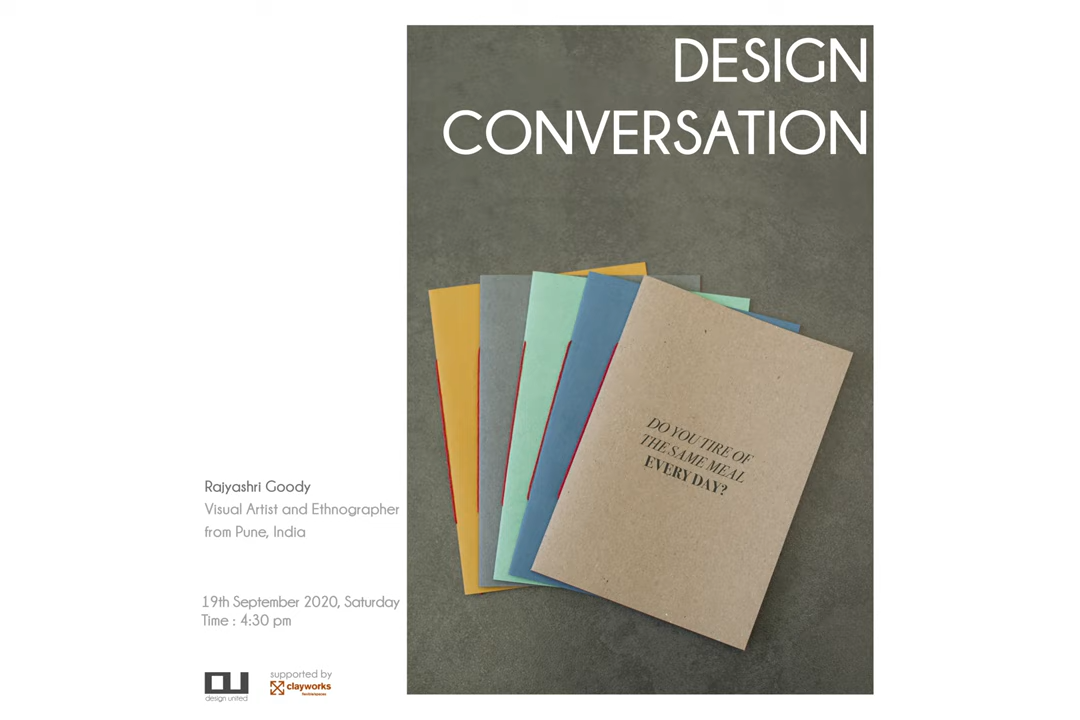 DESIGN
CONVERSATION
DO YOU TIRE OF
THE SAME MEAL
EVERY DAY?
Rajyashri Goody
Visual Artist and Ethnographer
from Pune, India
19th September 2020, Saturday
Time : 4:30 pm
design united
supported by
clayworks